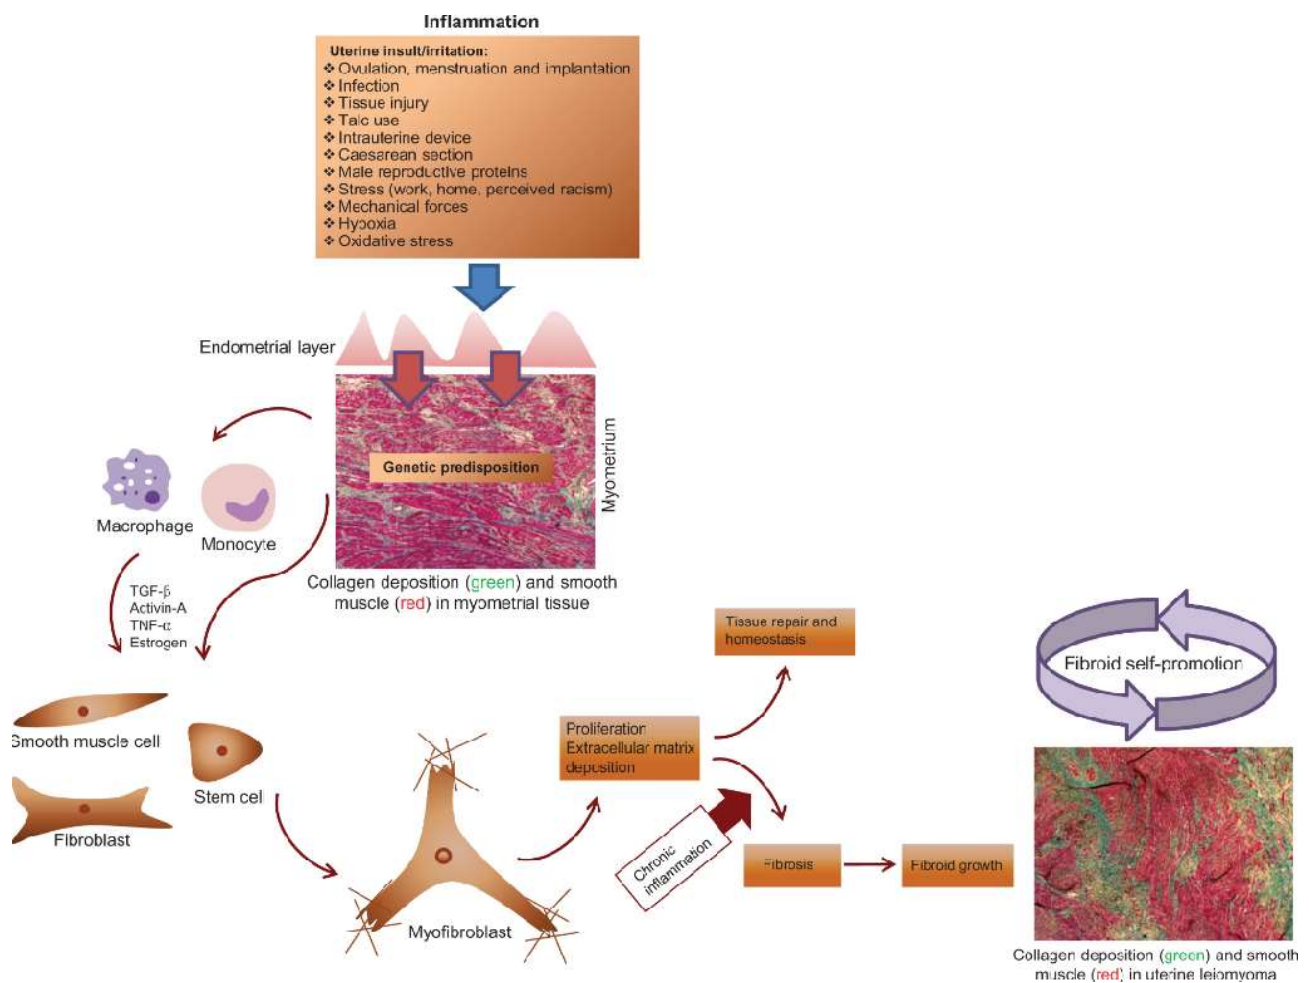 Inflammation
Uterine insult/irritation:
❖ Ovulation, menstruation and implantation
❖ Infection
❖ Tissue injury
❖ Talc use
❖ Intrauterine device
❖ Caesarean section
❖ Male reproductive proteins
❖ Stress (work, home, perceived racism)
❖ Mechanical forces
❖ Hypoxia
❖ Oxidative stress
Endometrial layer
Genetic predisposition
Myometrium
Macrophage
Monocyte
Collagen deposition (green) and smooth
muscle (red) in myometrial tissue
TGF-β
Activin-A
TNF-α
Estrogen
Smooth muscle cell
Stem cell
Fibroblast
Myofibroblast
Proliferation
Extracellular matrix
deposition
Tissue repair and
homeostasis
Chronic
inflammation
Fibrosis
Fibroid growth
Fibroid self-promotion
Collagen deposition (green) and smooth
muscle (red) in uterine leiomyoma